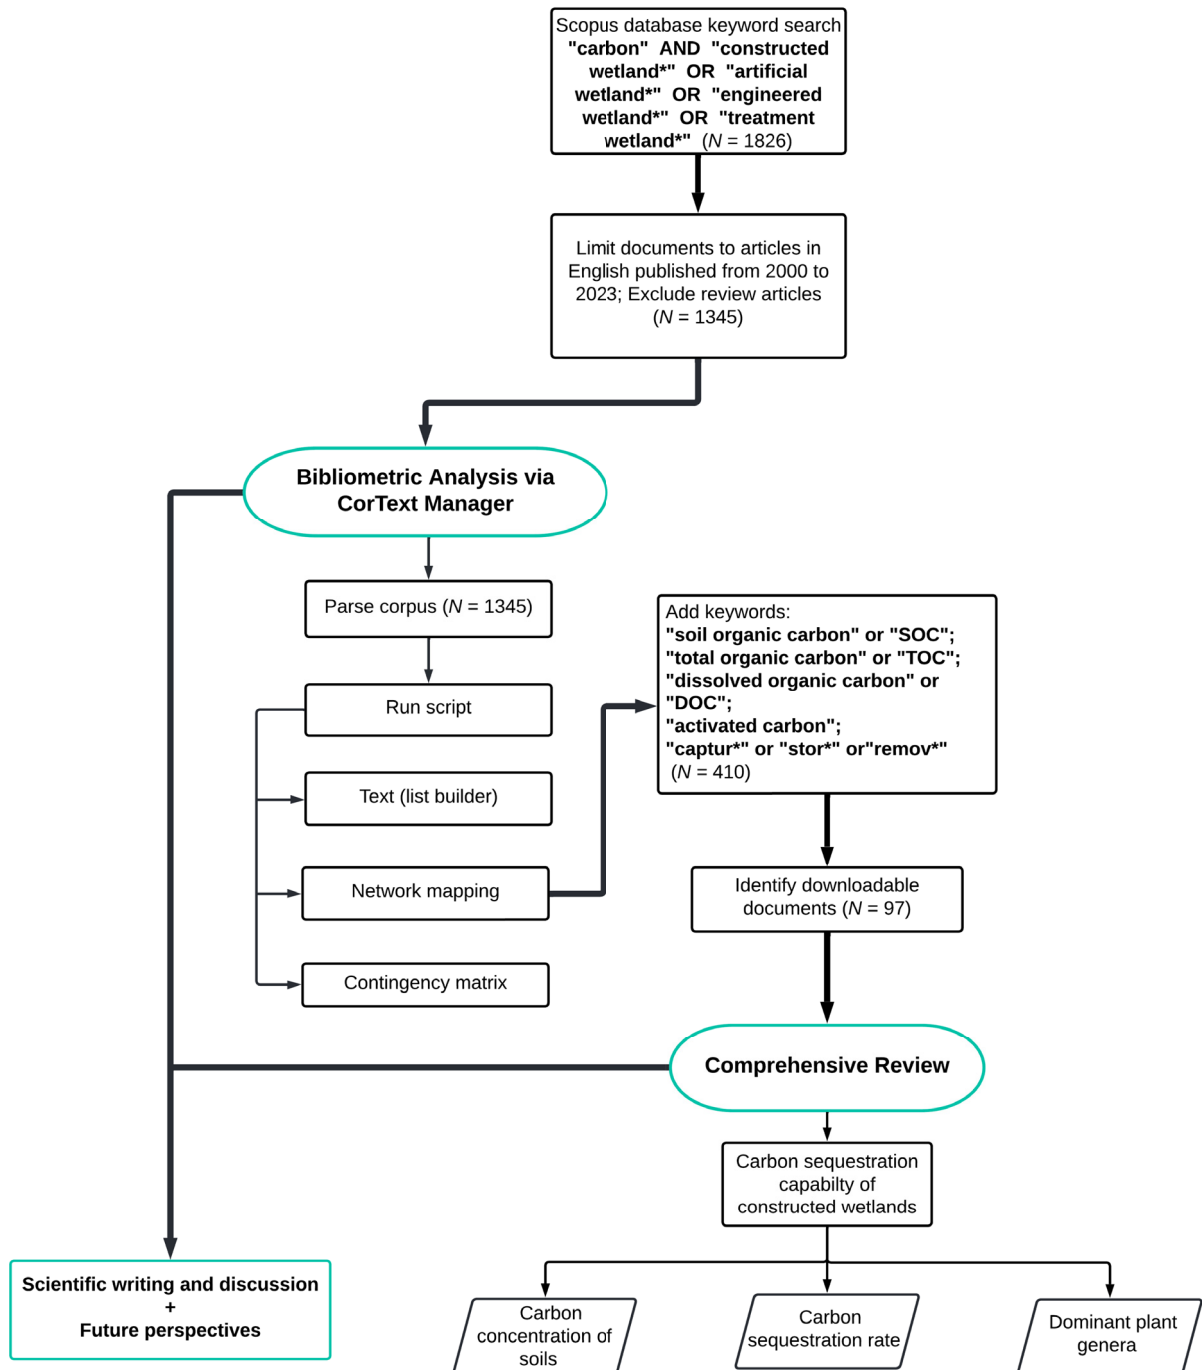 Scopus database keyword search
"carbon" AND "constructed
wetland*" OR "artificial
wetland*" OR "engineered
wetland*" OR "treatment
wetland*" (N = 1826)
Limit documents to articles in
English published from 2000 to
2023; Exclude review articles
(N = 1345)
Bibliometric Analysis via
CorText Manager
Parse corpus (N = 1345)
Run script
Text (list builder)
Network mapping
Contingency matrix
Add keywords:
"soil organic carbon" or "SOC";
"total organic carbon" or "TOC";
"dissolved organic carbon" or
"DOC";
"activated carbon";
"captur*" or "stor*" or"remov*"
(N = 410)
Identify downloadable
documents (N = 97)
Comprehensive Review
Carbon sequestration
capabilty of
constructed wetlands
Scientific writing and discussion
+
Future perspectives
Carbon
concentration of
soils
Carbon
sequestration rate
Dominant plant
genera